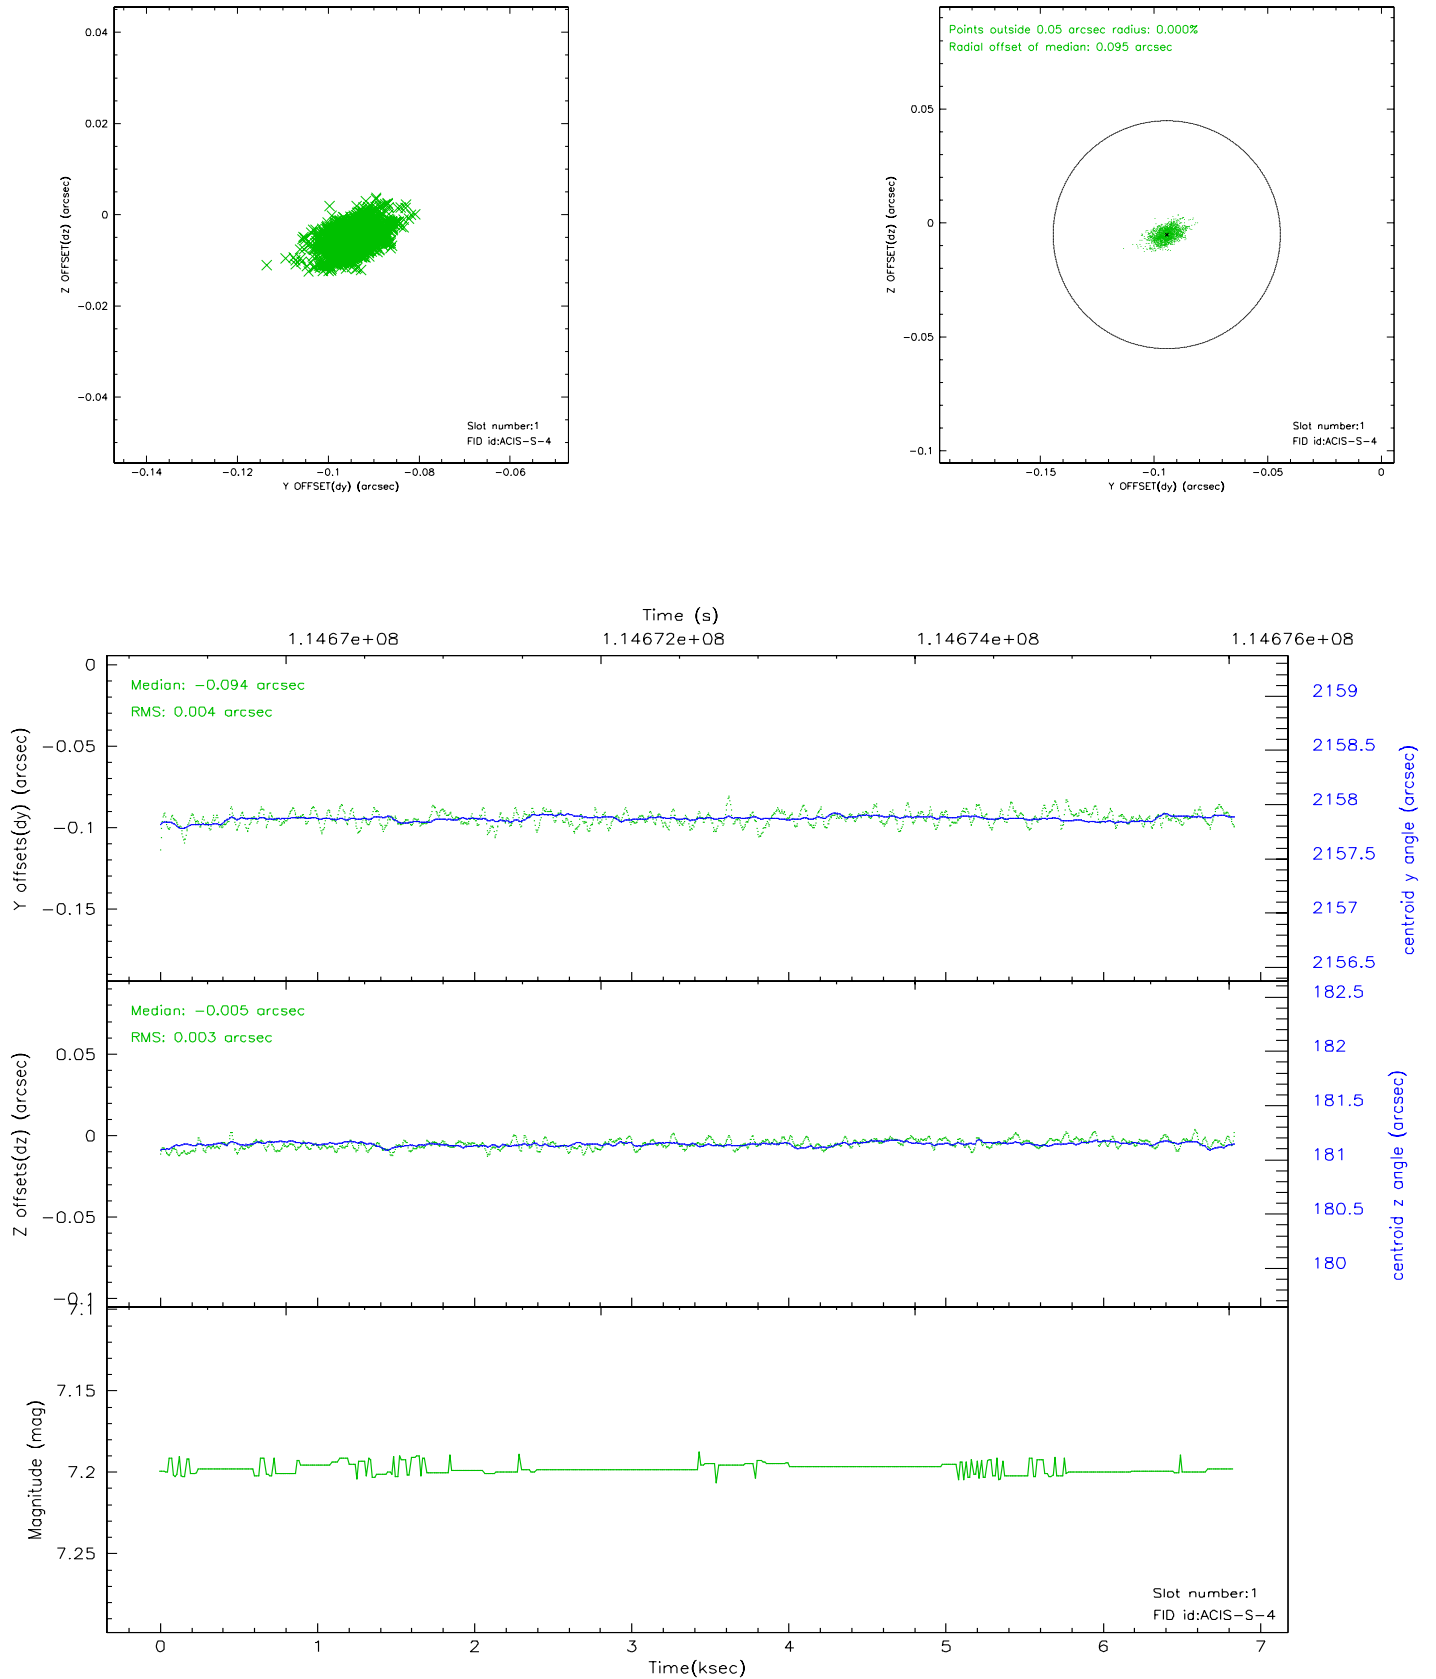 0.04
0.02
0
−0.02
−0.04
Z OFFSET(dz) (arcsec)
Slot number:1
FID id:ACIS−S−4
−0.14 −0.12 −0.1 −0.08 −0.06
Y OFFSET(dy) (arcsec)
Points outside 0.05 arcsec radius: 0.000%
Radial offset of median: 0.095 arcsec
0.05
0
−0.05
−0.1
Z OFFSET(dz) (arcsec)
Slot number:1
FID id:ACIS−S−4
−0.15 −0.1 −0.05 0
Y OFFSET(dy) (arcsec)
Time (s)
1.1467e+08 1.14672e+08 1.14674e+08 1.14676e+08
Median: −0.094 arcsec
RMS: 0.004 arcsec
0
−0.05
−0.1
−0.15
Y offsets(dy) (arcsec)
2159
2158.5
2158
2157.5
2157
2156.5
centroid y angle (arcsec)
Median: −0.005 arcsec
RMS: 0.003 arcsec
0.05
0
−0.05
−0.1
Z offsets(dz) (arcsec)
182.5
182
181.5
181
180.5
180
centroid z angle (arcsec)
7.1
7.15
7.2
7.25
Magnitude (mag)
Slot number:1
FID id:ACIS−S−4
0 1 2 3 4 5 6 7
Time(ksec)